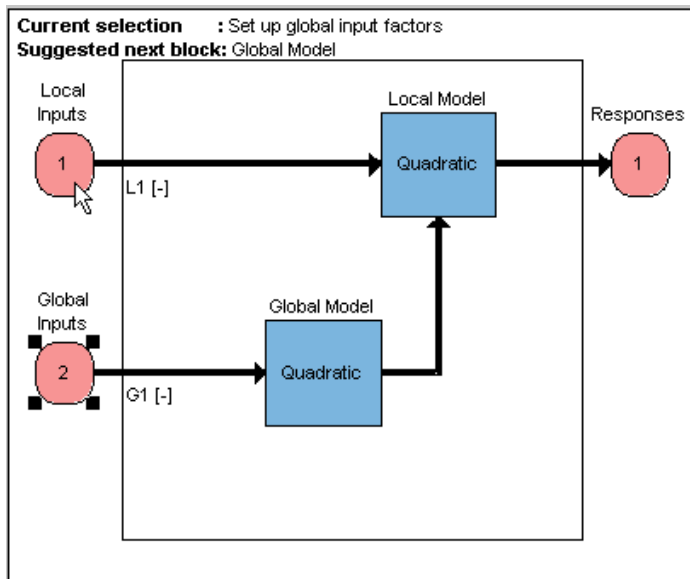 Current selection : Set up global input factors
Suggested next block: Global Model
Local
Inputs
Local Model
Responses
1
Quadratic
1
L1 [-]
Global
Inputs
Global Model
2
Quadratic
G1 [-]